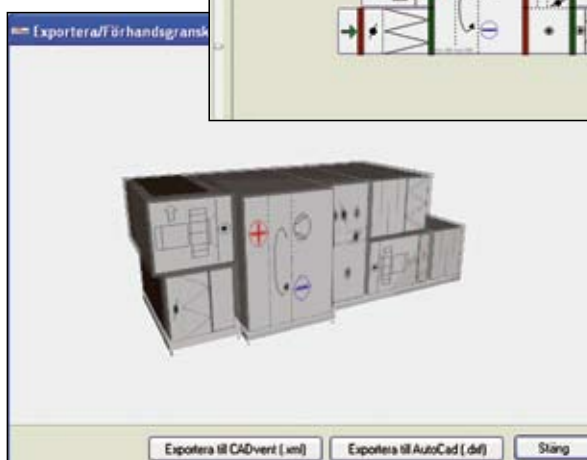 Exportera/Förhandsgransk
Exportera till CADvent (.xml)
Exportera till AutoCad (.dxf)
Stäng